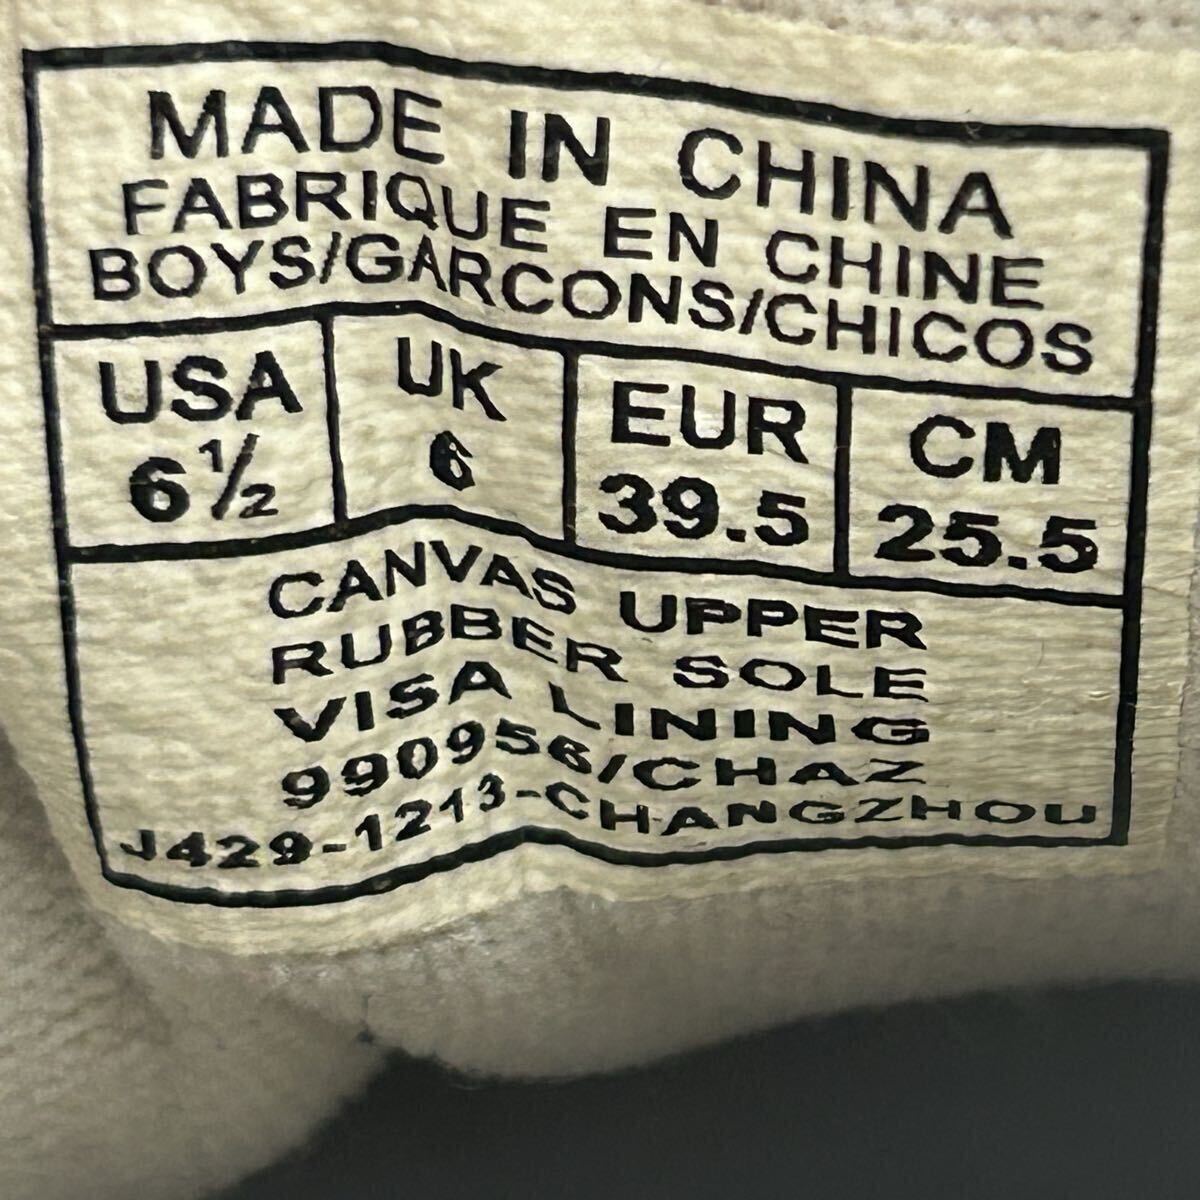 MADE IN CHINA
FABRIQUE EN CHINE
BOYS/GARCONS/CHICOS
USA UK EUR CM
6½ 6 39.5 25.5
CANVAS UPPER
RUBBER SOLE
VISA LINING
990956/CHAZ
J429-1213-CHANGZHOU